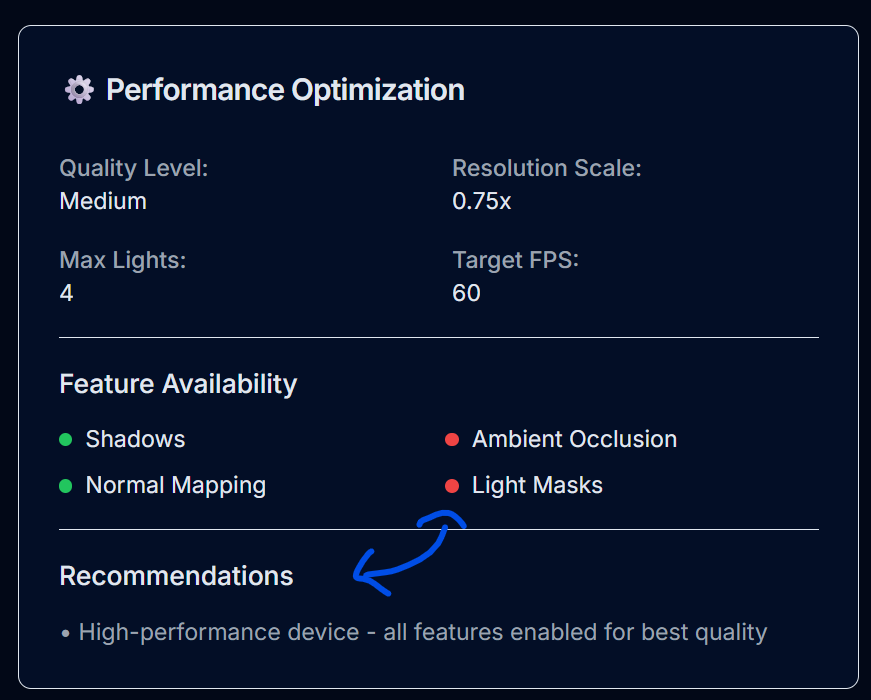 Performance Optimization
Quality Level:
Resolution Scale:
Medium
0.75x
Max Lights:
Target FPS:
4
60
Feature Availability
Shadows
Ambient Occlusion
Normal Mapping
Light Masks
Recommendations
• High-performance device - all features enabled for best quality